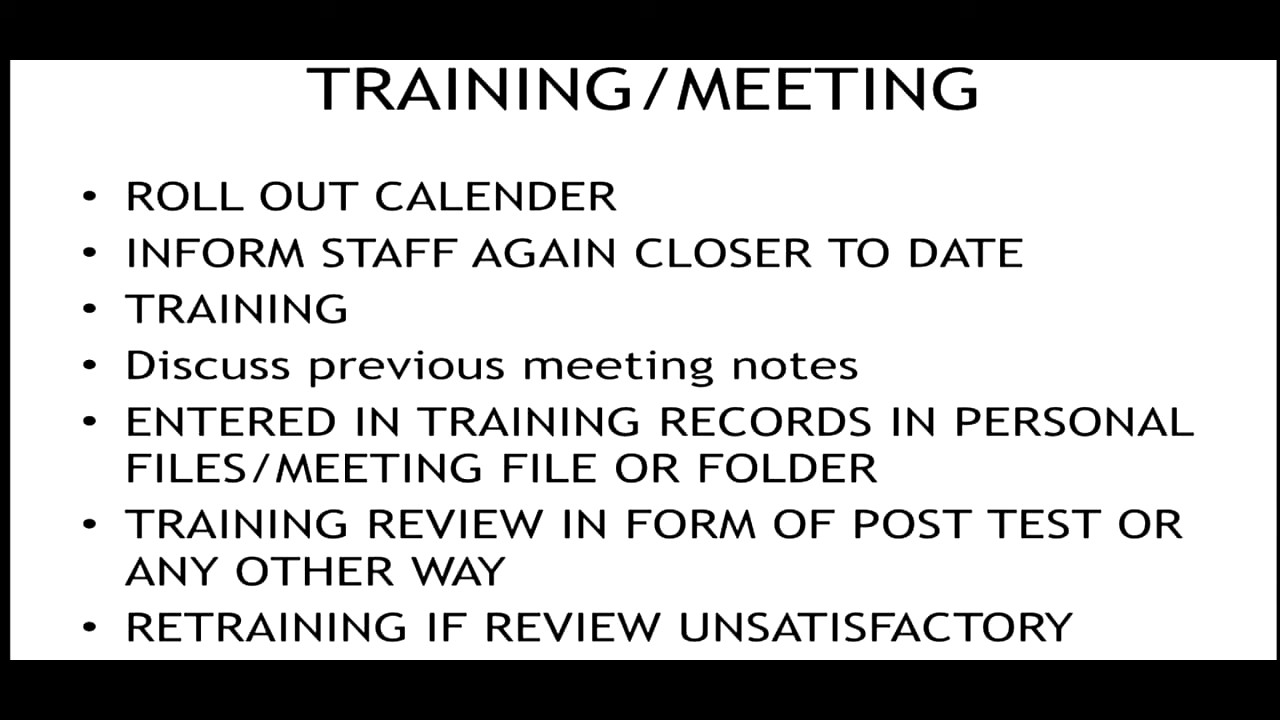 TRAINING/MEETING
• ROLL OUT CALENDER
• INFORM STAFF AGAIN CLOSER TO DATE
• TRAINING
• Discuss previous meeting notes
• ENTERED IN TRAINING RECORDS IN PERSONAL
FILES/MEETING FILE OR FOLDER
• TRAINING REVIEW IN FORM OF POST TEST OR
ANY OTHER WAY
• RETRAINING IF REVIEW UNSATISFACTORY